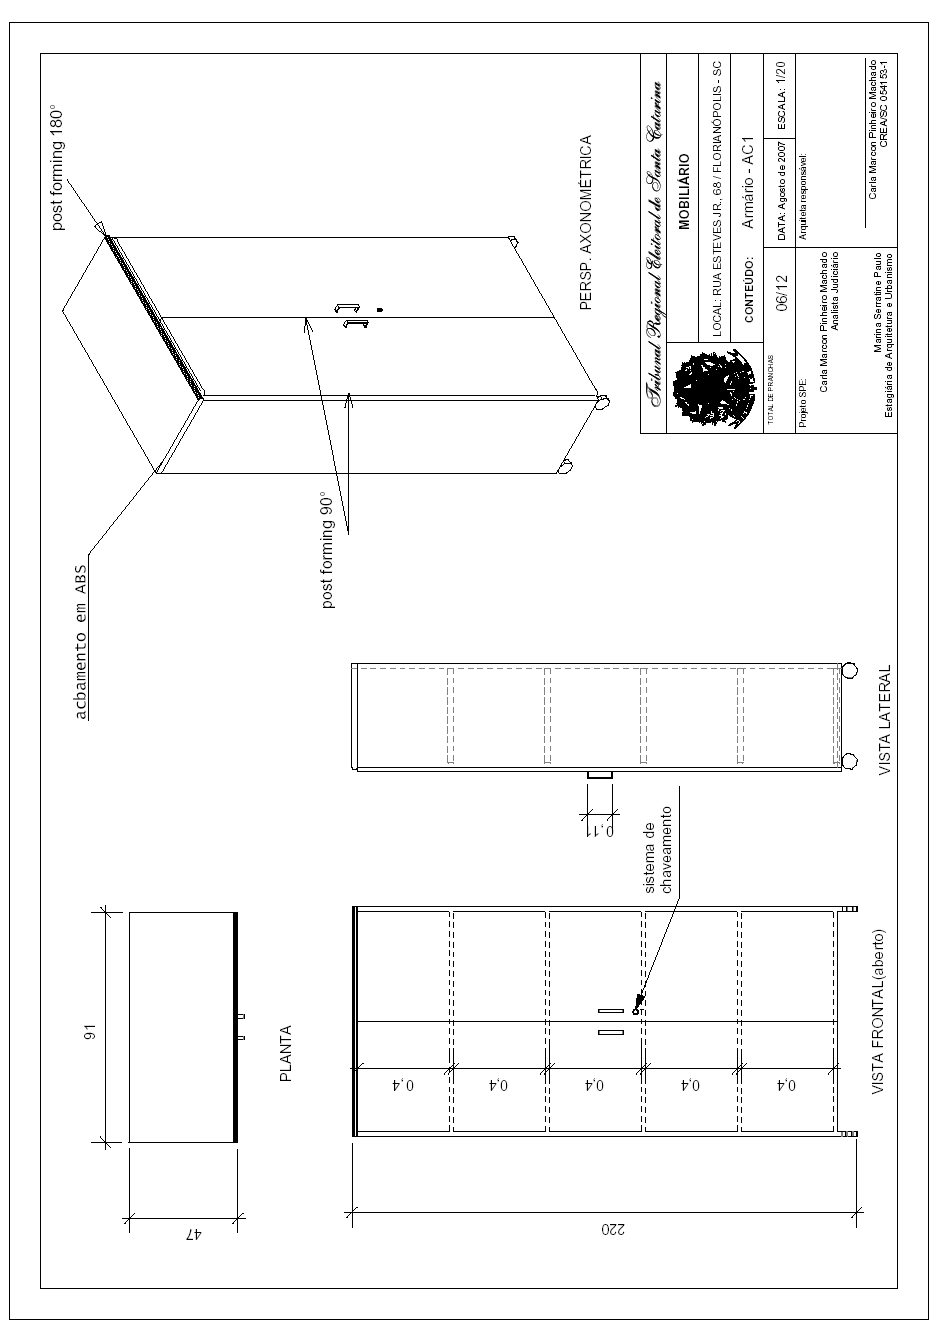 post forming 180°
acbamento em ABS
post forming 90°
PERSP. AXONOMÉTRICA
91
47
PLANTA
0,4
0,4
0,4
0,4
0,4
220
sistema de
chaveamento
VISTA FRONTAL(aberto)
0,11
VISTA LATERAL
Tribunal Regional Eleitoral de Santa Catarina
MOBILIÁRIO
LOCAL: RUA ESTEVES JR., 68 / FLORIANÓPOLIS - SC
CONTEÚDO: Armário - AC1
TOTAL DE PRANCHAS
06/12
DATA: Agosto de 2007
ESCALA: 1/20
Projeto SPE:
Carla Marcon Pinheiro Machado
Analista Judiciário
Marina Serratine Paulo
Estagiária de Arquitetura e Urbanismo
Arquiteta responsável:
Carla Marcon Pinheiro Machado
CREA/SC 054153-1